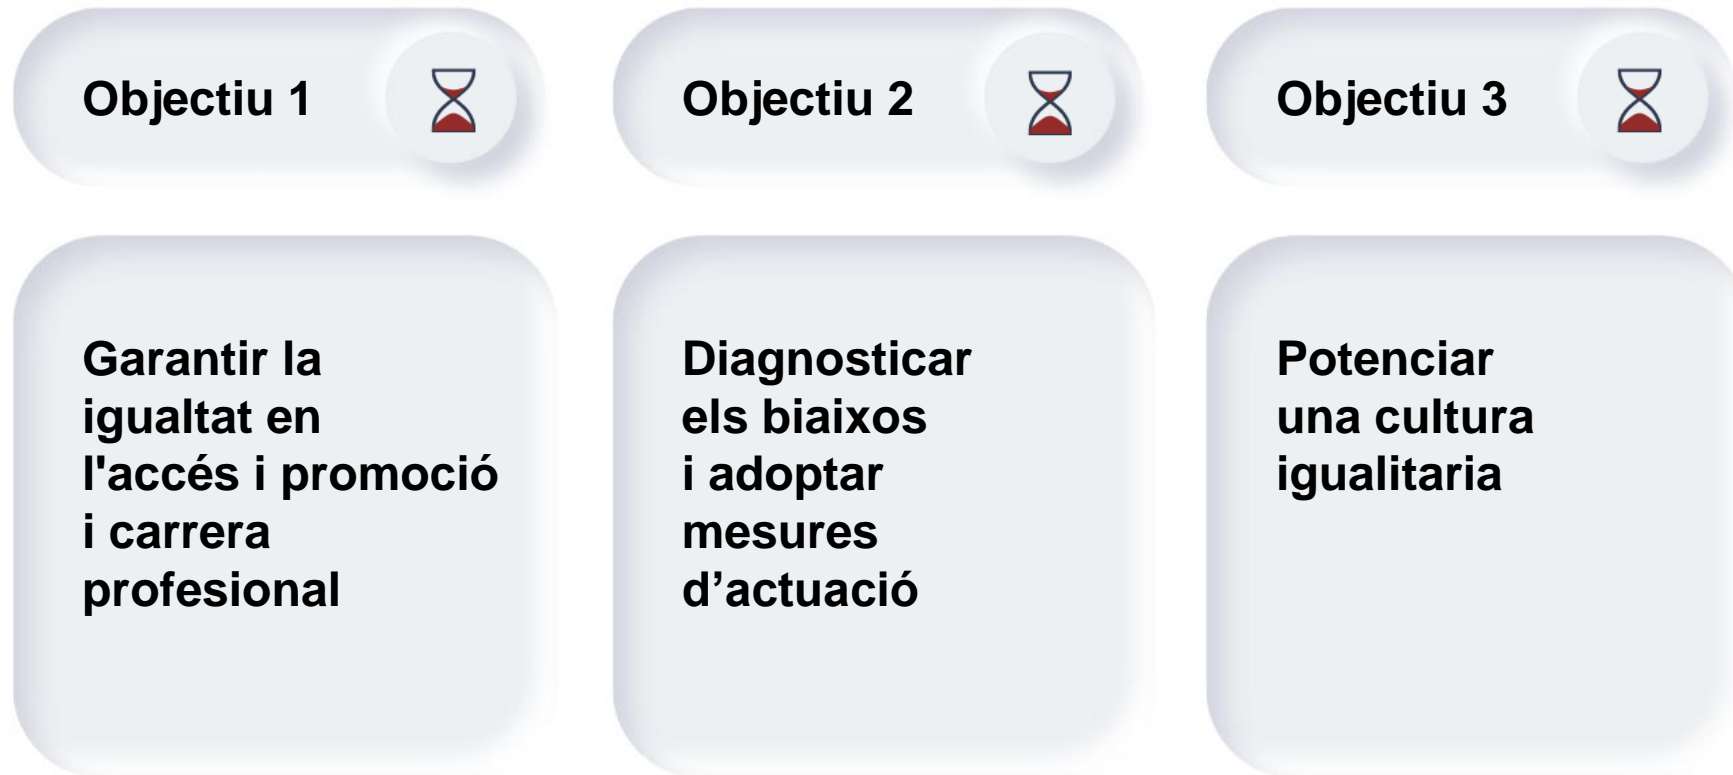 Objectiu 1
Garantir la
igualtat en
l'accés i promoció
i carrera
profesional
Objectiu 2
Diagnosticar
els biaixos
i adoptar
mesures
d’actuació
Objectiu 3
Potenciar
una cultura
igualitaria